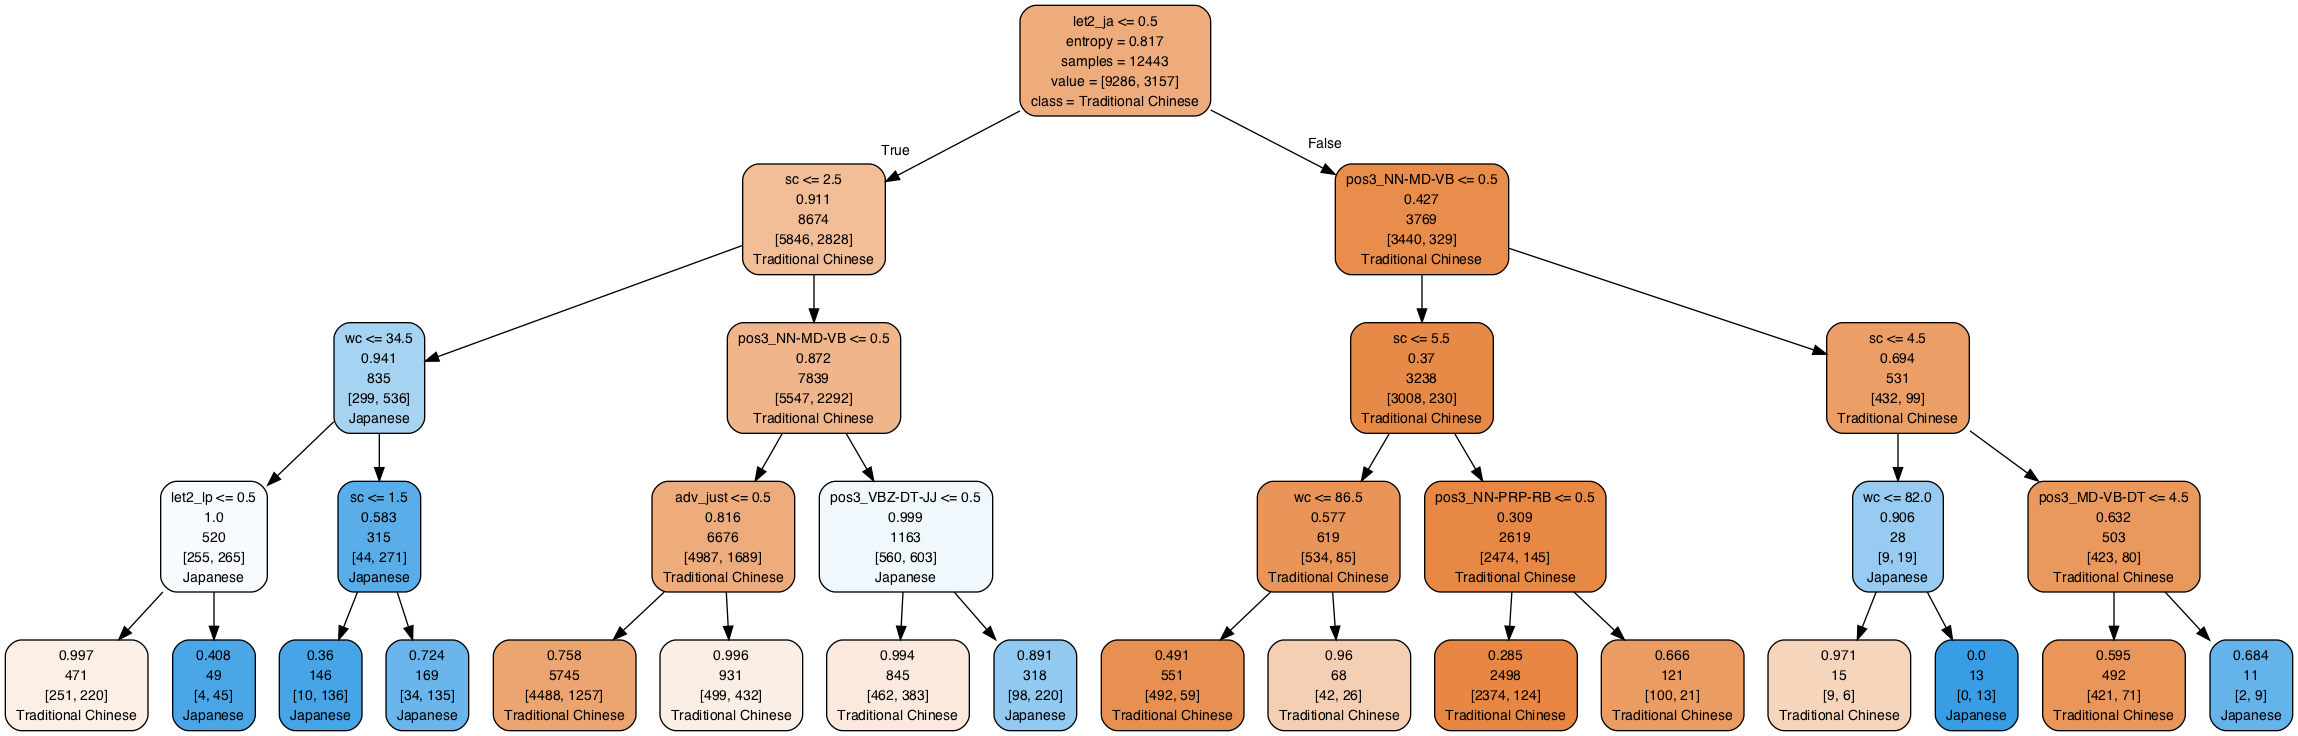 let2_ja <= 0.5
entropy = 0.817
samples = 12443
value = [9286, 3157]
class = Traditional Chinese
True
False
sc <= 2.5
0.911
8674
[5846, 2828]
Traditional Chinese
pos3_NN-MD-VB <= 0.5
0.427
3769
[3440, 329]
Traditional Chinese
wc <= 34.5
0.941
835
[299, 536]
Japanese
pos3_NN-MD-VB <= 0.5
0.872
7839
[5547, 2292]
Traditional Chinese
sc <= 5.5
0.37
3238
[3008, 230]
Traditional Chinese
sc <= 4.5
0.694
531
[432, 99]
Traditional Chinese
let2_lp <= 0.5
1.0
520
[255, 265]
Japanese
sc <= 1.5
0.583
315
[44, 271]
Japanese
adv_just <= 0.5
0.816
6676
[4987, 1689]
Traditional Chinese
pos3_VBZ-DT-JJ <= 0.5
0.999
1163
[560, 603]
Japanese
wc <= 86.5
0.577
619
[534, 85]
Traditional Chinese
pos3_NN-PRP-RB <= 0.5
0.309
2619
[2474, 145]
Traditional Chinese
wc <= 82.0
0.906
28
[9, 19]
Japanese
pos3_MD-VB-DT <= 4.5
0.632
503
[423, 80]
Traditional Chinese
0.997
471
[251, 220]
Traditional Chinese
0.408
49
[4, 45]
Japanese
0.36
146
[10, 136]
Japanese
0.724
169
[34, 135]
Japanese
0.758
5745
[4488, 1257]
Traditional Chinese
0.996
931
[499, 432]
Traditional Chinese
0.994
845
[462, 383]
Traditional Chinese
0.891
318
[98, 220]
Japanese
0.491
551
[492, 59]
Traditional Chinese
0.96
68
[42, 26]
Traditional Chinese
0.285
2498
[2374, 124]
Traditional Chinese
0.666
121
[100, 21]
Traditional Chinese
0.971
15
[9, 6]
Traditional Chinese
0.0
13
[0, 13]
Japanese
0.595
492
[421, 71]
Traditional Chinese
0.684
11
[2, 9]
Japanese